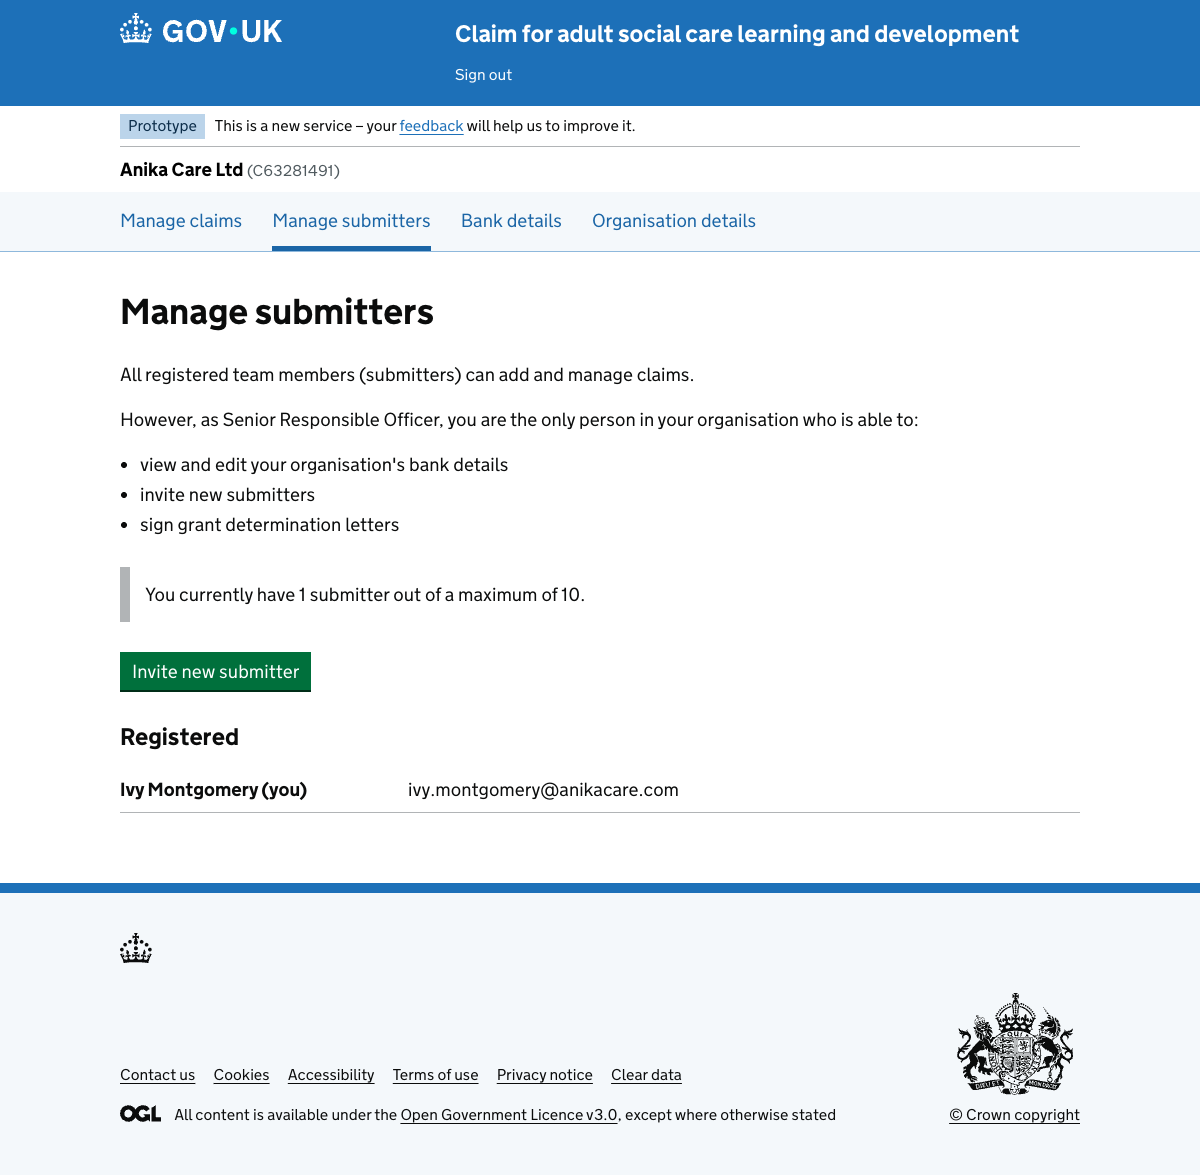 GOV·UK
Claim for adult social care learning and development
Sign out
Prototype This is a new service – your feedback will help us to improve it.
Anika Care Ltd (C63281491)
Manage claims Manage submitters Bank details Organisation details
Manage submitters
All registered team members (submitters) can add and manage claims.
However, as Senior Responsible Officer, you are the only person in your organisation who is able to:
• view and edit your organisation's bank details
• invite new submitters
• sign grant determination letters
You currently have 1 submitter out of a maximum of 10.
Invite new submitter
Registered
Ivy Montgomery (you) ivy.montgomery@anikacare.com
Contact us Cookies Accessibility Terms of use Privacy notice Clear data
OGL All content is available under the Open Government Licence v3.0, except where otherwise stated
© Crown copyright